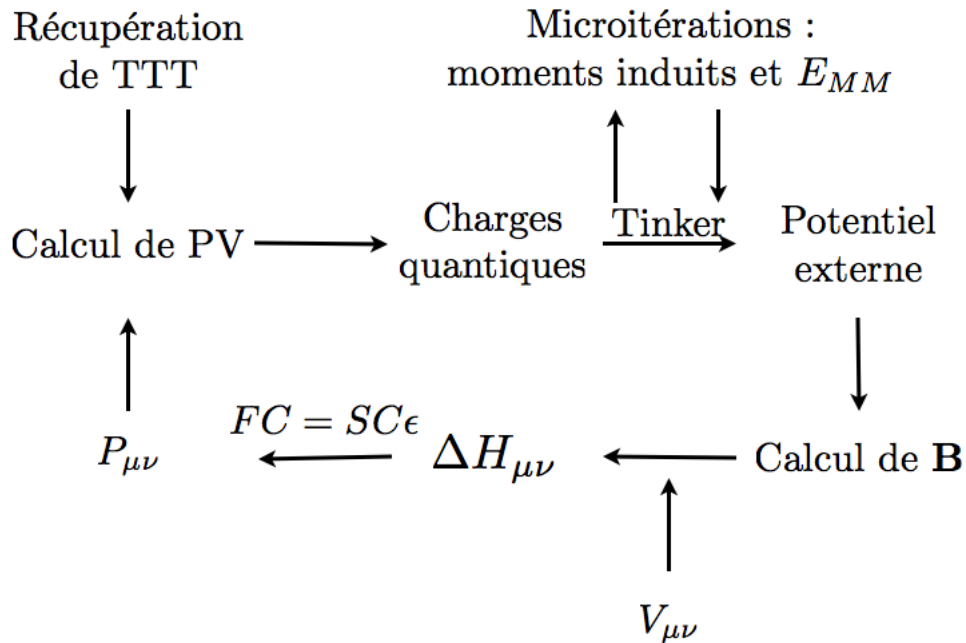 Récupération
de TTT
Microitérations :
moments induits et E_{MM}
Calcul de PV
Charges
quantiques
Tinker
Potentiel
externe
FC = SCϵ
P_{μν}
ΔH_{μν}
Calcul de B
V_{μν}